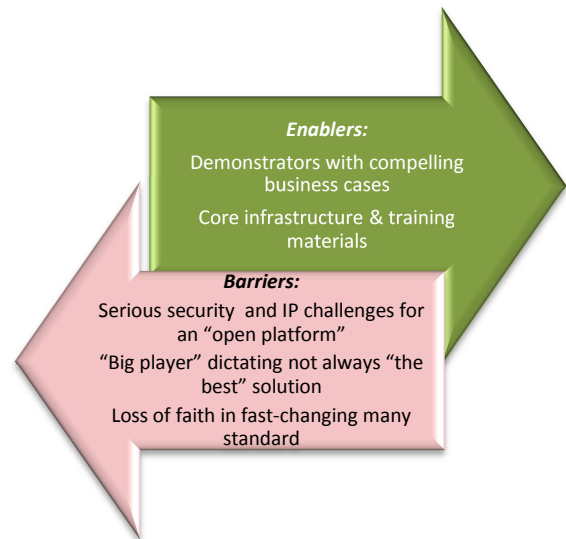 Enablers:
Demonstrators with compelling
business cases
Core infrastructure & training
materials
Barriers:
Serious security and IP challenges for
an “open platform”
“Big player” dictating not always “the
best” solution
Loss of faith in fast-changing many
standard